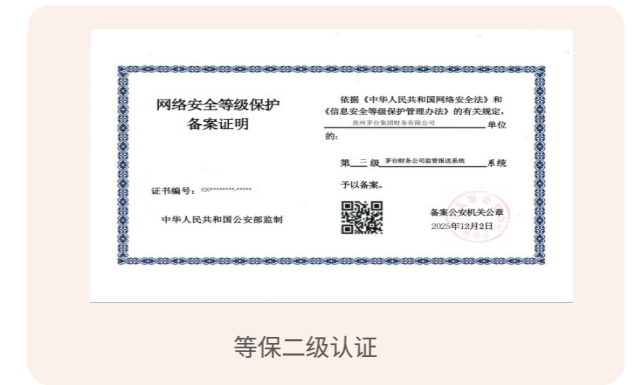 网络安全等级保护
备案证明
证书编号：520********-*****
中华人民共和国公安部监制
依据《中华人民共和国网络安全法》和
《信息安全等级保护管理办法》的有关规定，
贵州茅台集团财务有限公司 单位
的：
第 二 级 茅台财务公司监管报送系统 系统
予以备案。
备案公安机关公章
2025年12月2日
等保二级认证